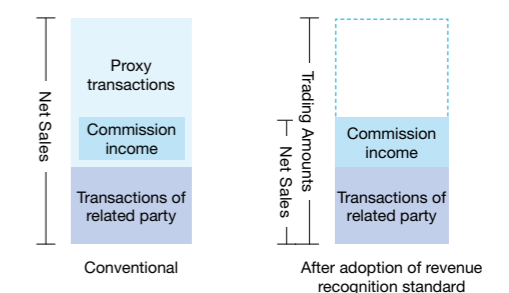 Net Sales
Proxy
transactions
Commission
income
Transactions of
related party
Conventional
Trading Amounts
Net Sales
Commission
income
Transactions of
related party
After adoption of revenue
recognition standard